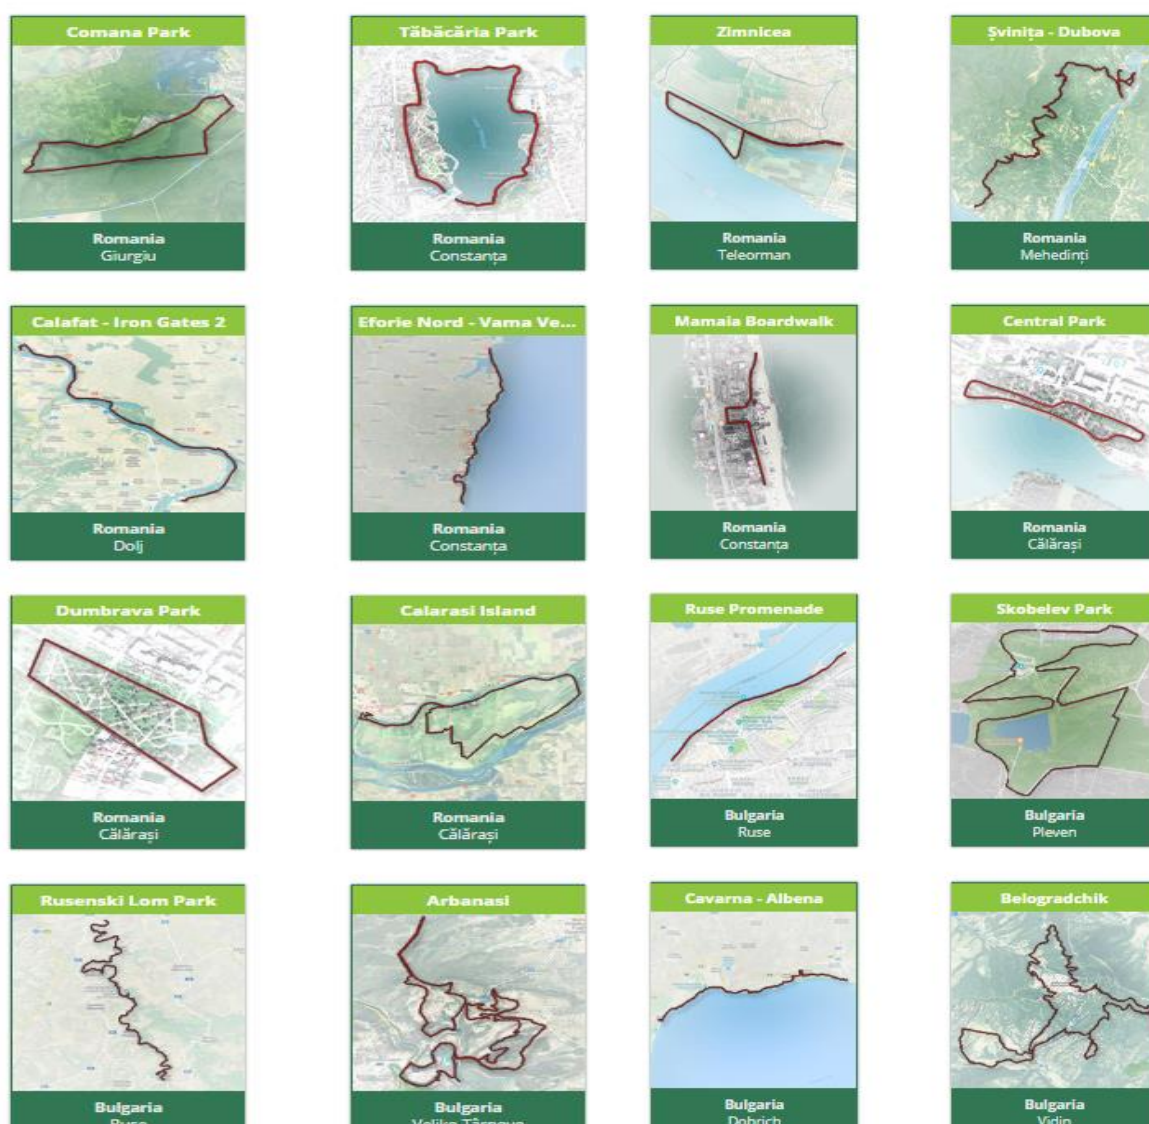 Comana Park
Romania
Giurgiu
Tăbăcăria Park
Romania
Constanța
Zimnicea
Romania
Teleorman
Șvinița - Dubova
Romania
Mehedinți
Calafat - Iron Gates 2
Romania
Dolj
Eforie Nord - Vama Ve...
Romania
Constanța
Mamaia Boardwalk
Romania
Constanța
Central Park
Romania
Călărași
Dumbrava Park
Romania
Călărași
Calarasi Island
Romania
Călărași
Ruse Promenade
Bulgaria
Ruse
Skobelev Park
Bulgaria
Pleven
Rusenski Lom Park
Bulgaria
Ruse
Arbanasi
Bulgaria
Veliko Târnovo
Cavarna - Albena
Bulgaria
Dobrich
Belogradchik
Bulgaria
Vidin